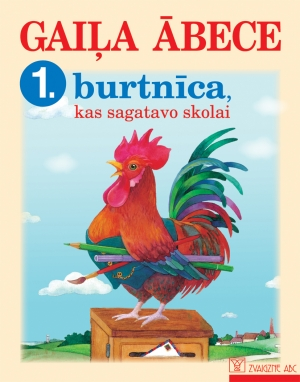 GAIĻA ĀBECE
1. burtnīca,
kas sagatavo skolai
ZVAIGZNE ABC